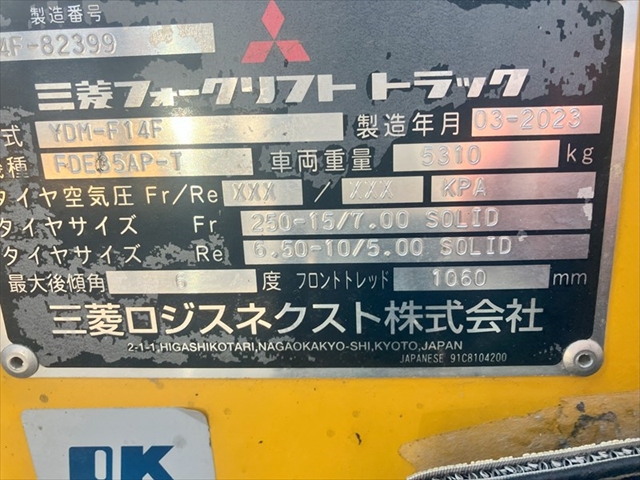 製造番号
4F-82399
三菱フォークリフトトラック
式 YDM-F14F 製造年月 03-2023
機種 FDE35AP-T 車両重量 5310 kg
タイヤ空気圧 Fr/Re XXX / XXX KPA
タイヤサイズ Fr 250-15/7.00 SOLID
タイヤサイズ Re 6.50-10/5.00 SOLID
最大後傾角 6 度 フロントトレッド 1060 mm
三菱ロジスネクスト株式会社
2-1-1,HIGASHIKOTARI,NAGAOKAKYO-SHI,KYOTO,JAPAN
JAPANESE 91C8104200